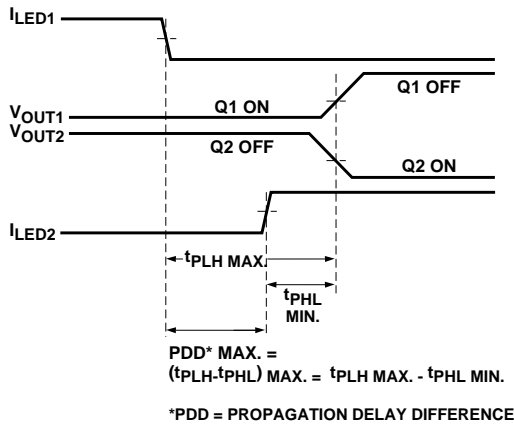 ILED1
Q1 OFF
VOUT1
Q1 ON
VOUT2
Q2 OFF
Q2 ON
ILED2
tPLH MAX.
tPHL
MIN.
PDD* MAX. =
(tPLH-tPHL) MAX. = tPLH MAX. - tPHL MIN.
*PDD = PROPAGATION DELAY DIFFERENCE